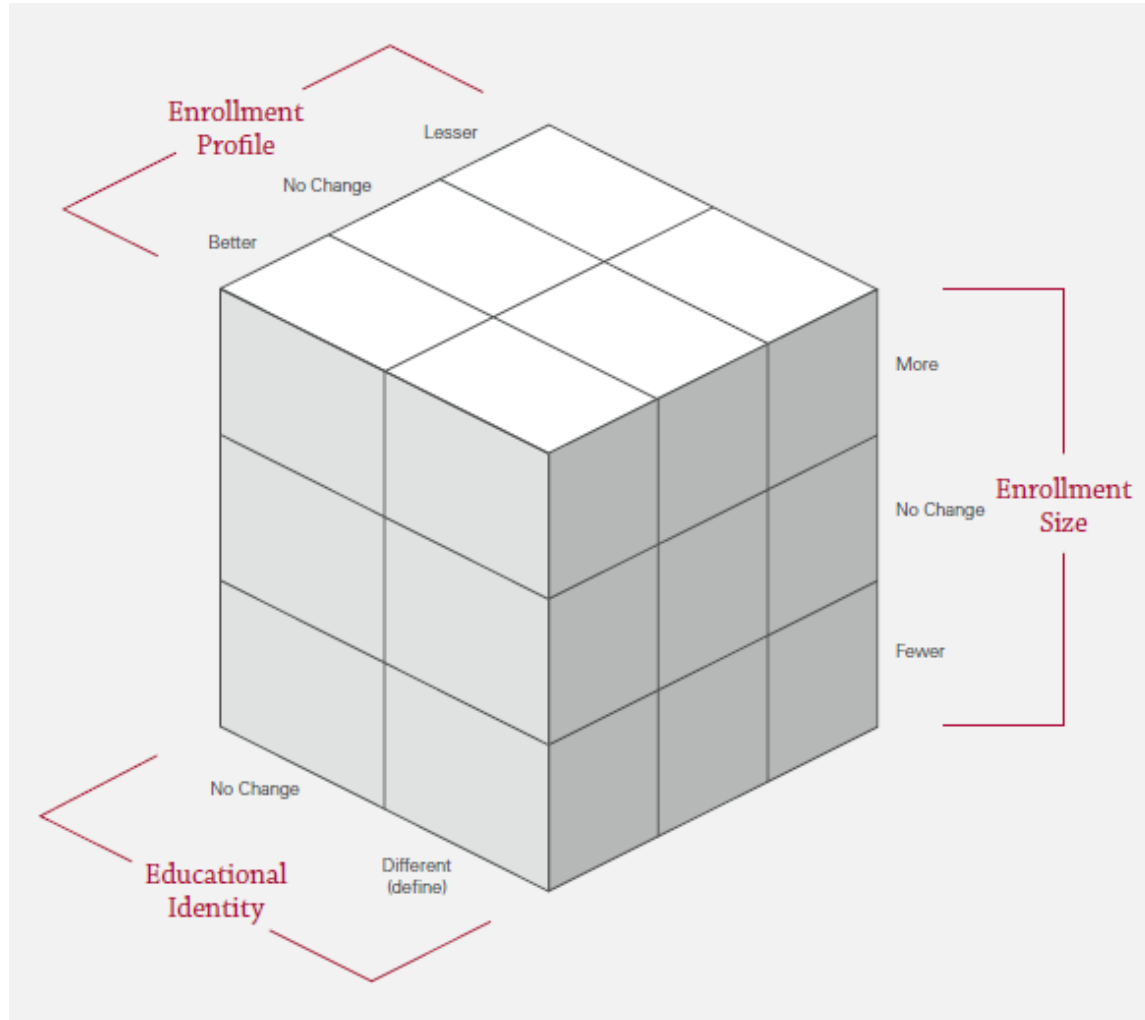 Enrollment
Profile
Lesser
No Change
Better
More
No Change
Enrollment
Size
Fewer
No Change
Different
(define)
Educational
Identity